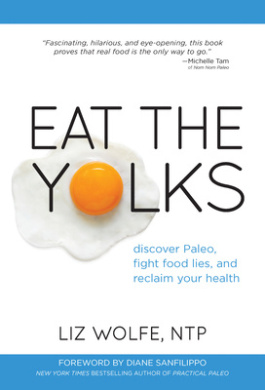 "Fascinating, hilarious, and eye-opening, this book
proves that real food is the only way to go."
—Michelle Tam
of Nom Nom Paleo
EAT THE
YOLKS
discover Paleo,
fight food lies, and
reclaim your health
LIZ WOLFE, NTP
FOREWORD BY DIANE SANFILIPPO
NEW YORK TIMES BESTSELLING AUTHOR OF PRACTICAL PALEO